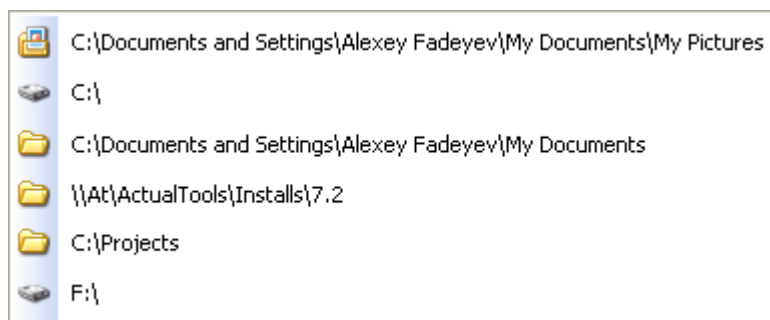 C:\Documents and Settings\Alexey Fadeyev\My Documents\My Pictures
C:\
C:\Documents and Settings\Alexey Fadeyev\My Documents
\\At\ActualTools\Installs\7.2
C:\Projects
F:\